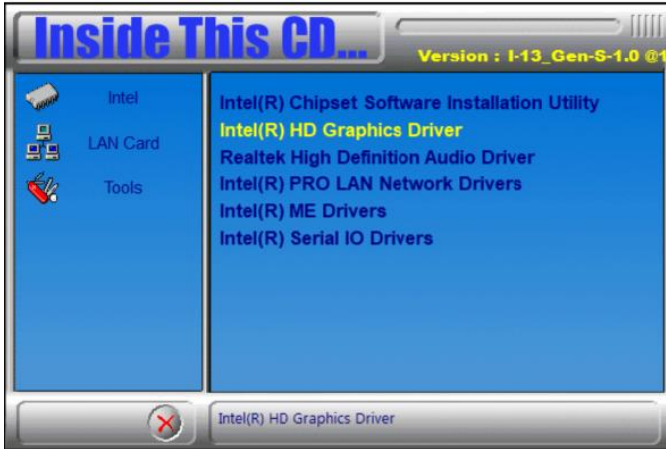 Inside This CD...
Version : I-13_Gen-S-1.0 @1
Intel
LAN Card
Tools
Intel(R) Chipset Software Installation Utility
Intel(R) HD Graphics Driver
Realtek High Definition Audio Driver
Intel(R) PRO LAN Network Drivers
Intel(R) ME Drivers
Intel(R) Serial IO Drivers
Intel(R) HD Graphics Driver